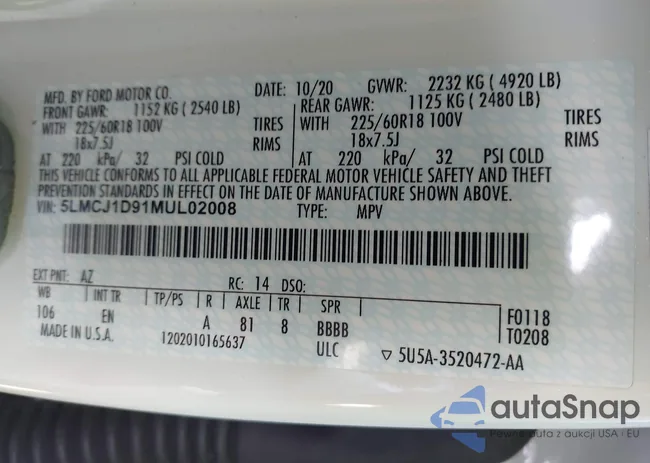 MFD. BY FORD MOTOR CO. DATE: 10/20 GVWR: 2232 KG (4920 LB)
FRONT GAWR: 1152 KG (2540 LB) REAR GAWR: 1125 KG (2480 LB)
WITH 225/60R18 100V TIRES WITH 225/60R18 100V TIRES
18x7.5J RIMS 18x7.5J RIMS
AT 220 kPa/ 32 PSI COLD AT 220 kPa/ 32 PSI COLD
THIS VEHICLE CONFORMS TO ALL APPLICABLE FEDERAL MOTOR VEHICLE SAFETY AND THEFT
PREVENTION STANDARDS IN EFFECT ON THE DATE OF MANUFACTURE SHOWN ABOVE.
VIN: 5LMCJ1D91MUL02008 TYPE: MPV
EXT PNT: AZ RC: 14 DSO:
WB INT TR TP/PS R AXLE TR SPR F0118
106 EN A 81 8 BBBB T0208
MADE IN U.S.A. 1202010165637 ULC ▽ 5U5A-3520472-AA
autaSnap
Pewne Auta z aukcji USA i EU